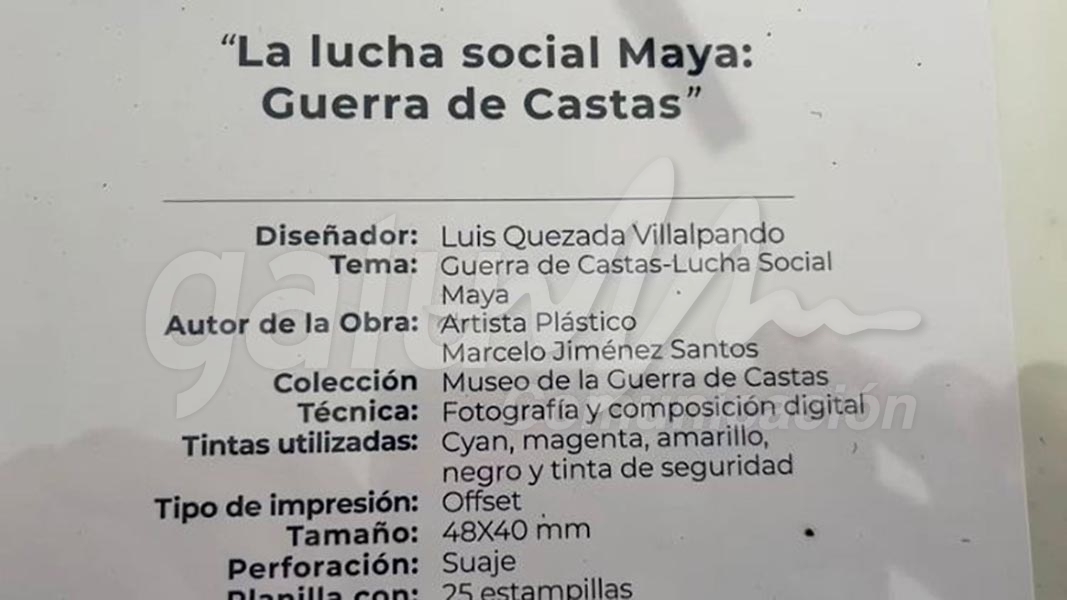 “La lucha social Maya:
Guerra de Castas”
Diseñador: Luis Quezada Villalpando
Tema: Guerra de Castas-Lucha Social
Maya
Autor de la Obra: Artista Plástico
Marcelo Jiménez Santos
Colección Museo de la Guerra de Castas
Técnica: Fotografía y composición digital
Tintas utilizadas: Cyan, magenta, amarillo,
negro y tinta de seguridad
Tipo de impresión: Offset
Tamaño: 48X40 mm
Perforación: Suaje
Planilla con: 25 estampillas
Comunicación